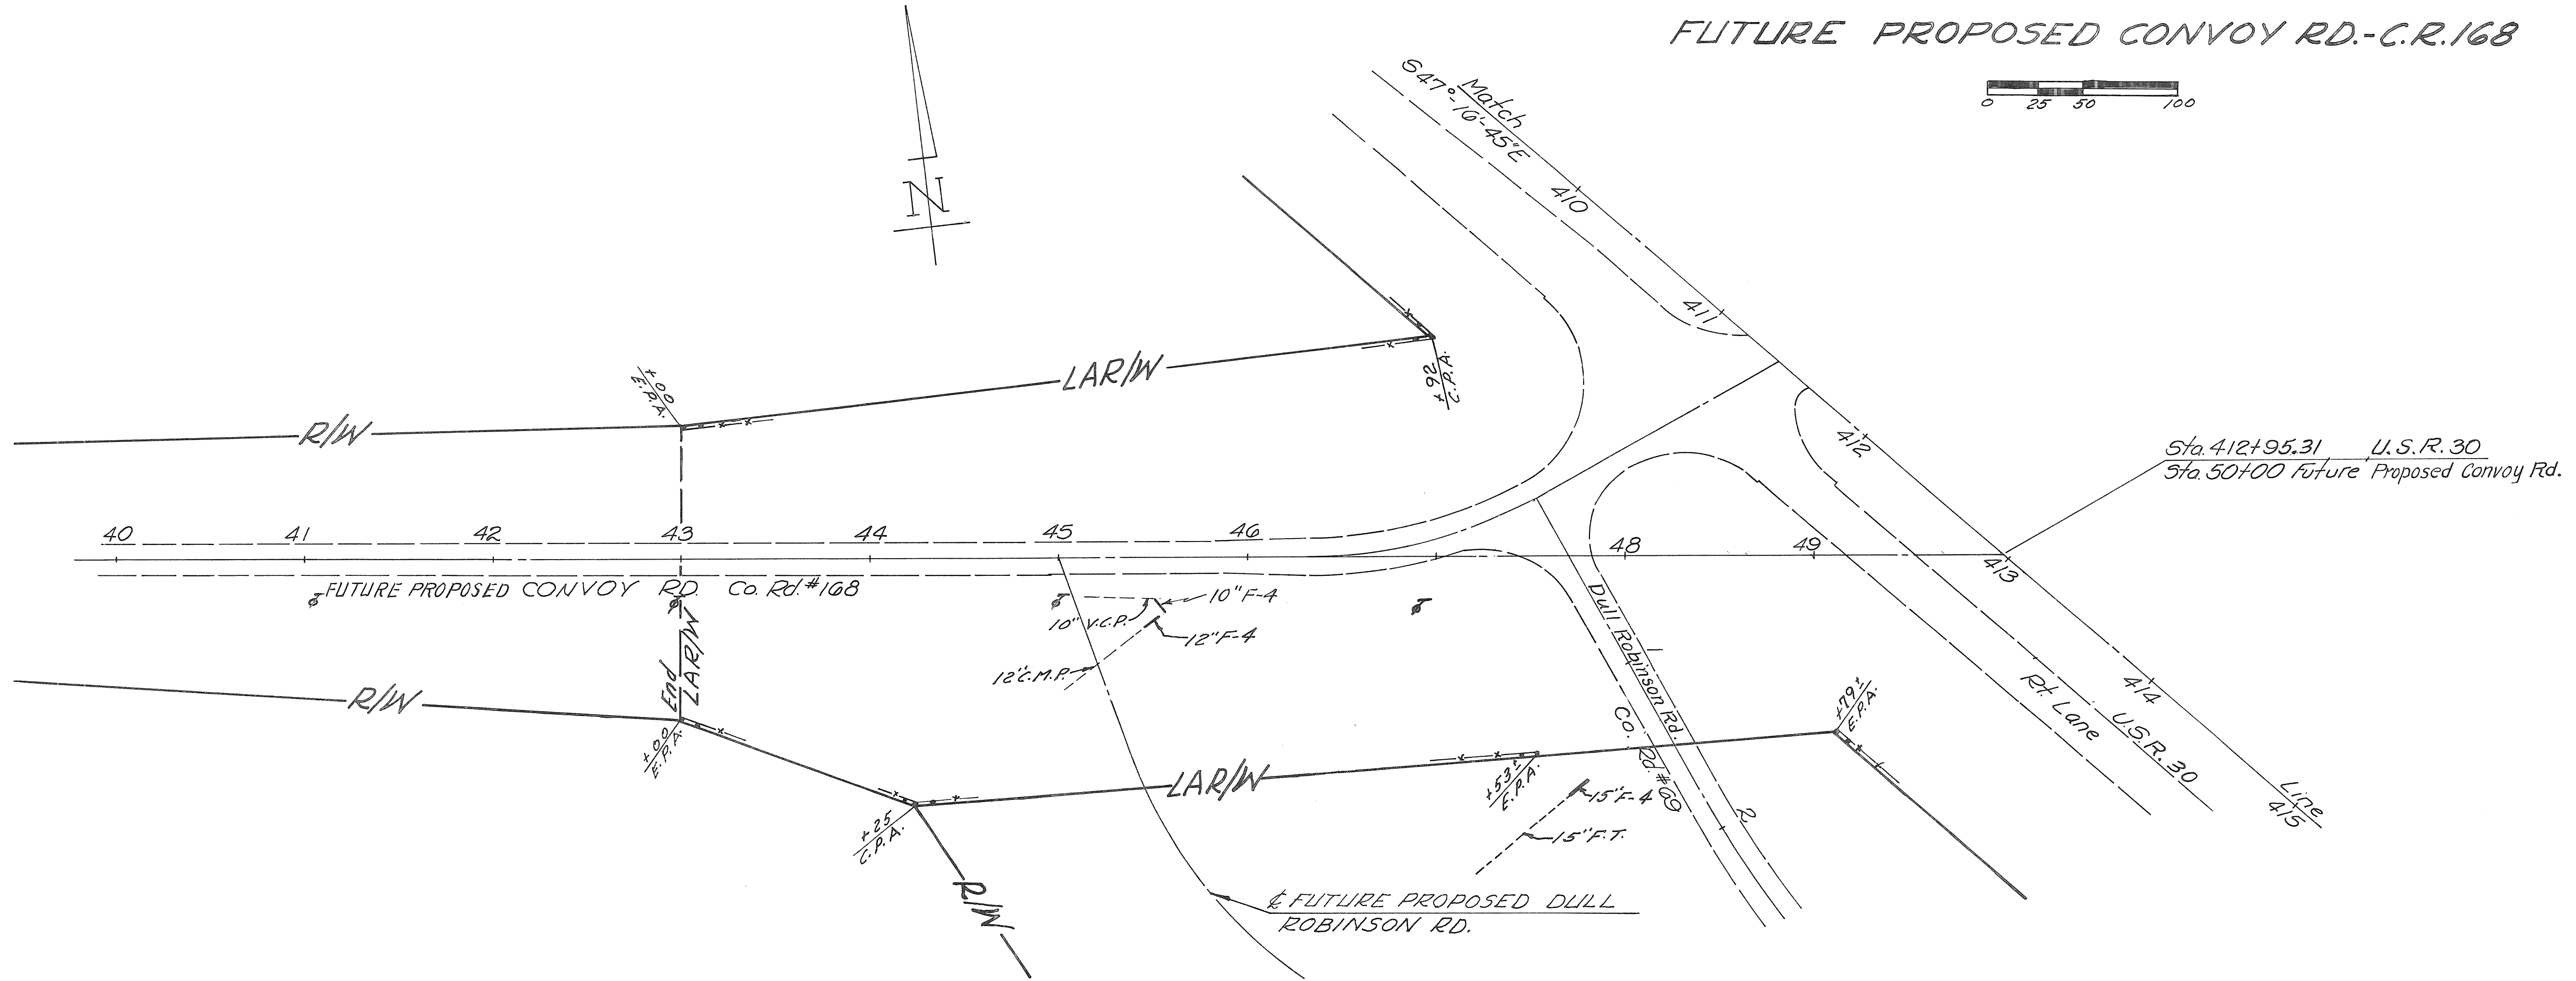 FUTURE PROPOSED CONVOY RD.-C.R.168
0 25 50 100
N
Match
S47°-16'-45"E
410
411
412
413
414
Line
415
Sta. 412+95.31 U.S.R. 30
Sta. 50+00 Future Proposed Convoy Rd.
R/W
+00
E.P.A.
LAR/W
+92
C.P.A.
40 41 42 43 44 45 46 48 49
FUTURE PROPOSED CONVOY RD. Co. Rd.#168
10" V.C.P.
10" F-4
12" F-4
12" C.M.P.
Dull Robinson Rd.
Co. Rd.#69
1
2
Rt. Lane
U.S.R. 30
End
LAR/W
R/W
+00
E.P.A.
+25
C.P.A.
R/W
LAR/W
+53±
E.P.A.
+79±
E.P.A.
15" F-4
15" F.T.
℄ FUTURE PROPOSED DULL
ROBINSON RD.